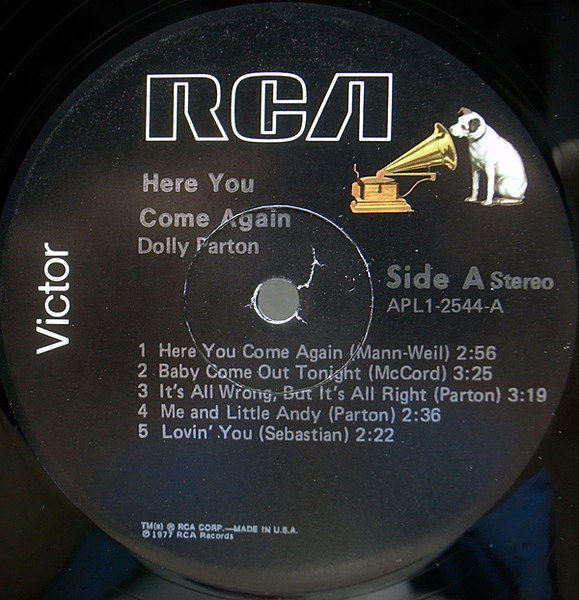 RCA
Here You
Come Again
Dolly Parton
Victor
Side A Stereo
APL1-2544-A
1 Here You Come Again (Mann-Weil) 2:56
2 Baby Come Out Tonight (McCord) 3:25
3 It's All Wrong, But It's All Right (Parton) 3:19
4 Me and Little Andy (Parton) 2:36
5 Lovin' You (Sebastian) 2:22
TM(s) ® RCA CORP.—MADE IN U.S.A.
℗ 1977 RCA Records